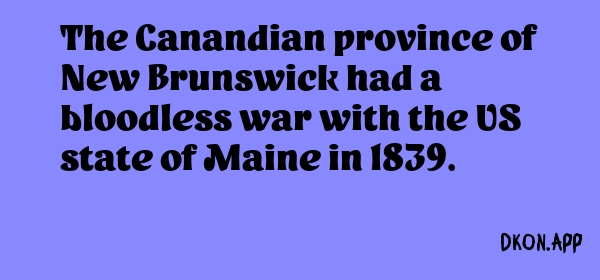 The Canandian province of
New Brunswick had a
bloodless war with the US
state of Maine in 1839.
DKON.APP